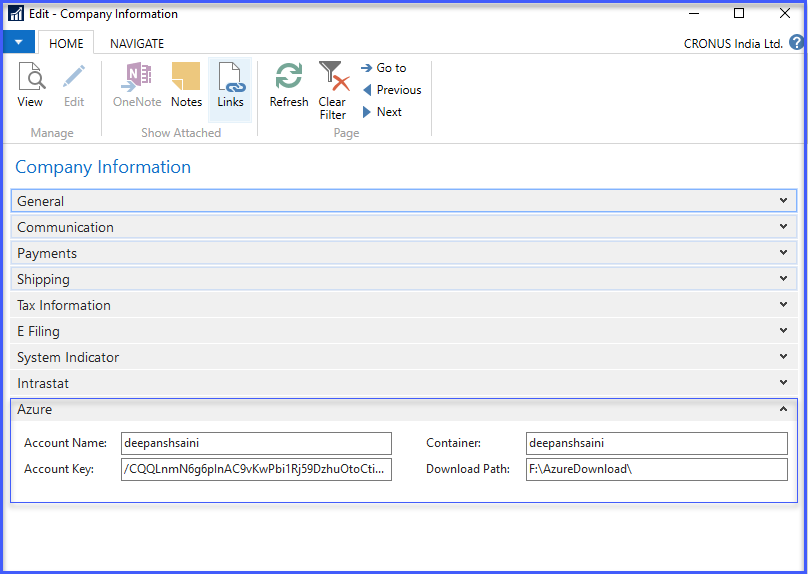 Edit - Company Information
HOME NAVIGATE CRONUS India Ltd. ?
View Edit OneNote Notes Links Refresh Clear Filter Go to
Previous
Next
Manage Show Attached Page
Company Information
General
Communication
Payments
Shipping
Tax Information
E Filing
System Indicator
Intrastat
Azure
Account Name: deepanshsaini Container: deepanshsaini
Account Key: /CQQLnmN6g6plnAC9vKwPbi1Rj59DzhuOtoCti... Download Path: F:\AzureDownload\